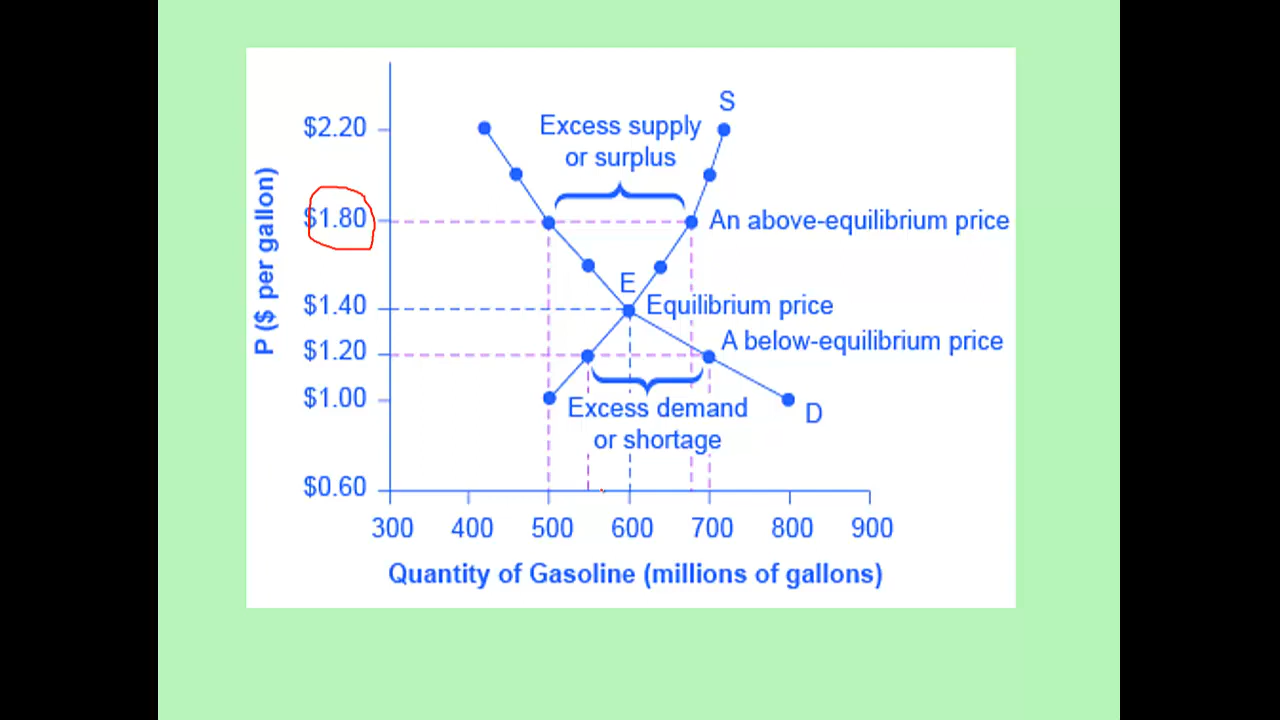 S
$2.20
Excess supply
or surplus
$1.80
An above-equilibrium price
E
$1.40
Equilibrium price
A below-equilibrium price
$1.20
$1.00
Excess demand
or shortage
D
$0.60
P ($ per gallon)
300 400 500 600 700 800 900
Quantity of Gasoline (millions of gallons)